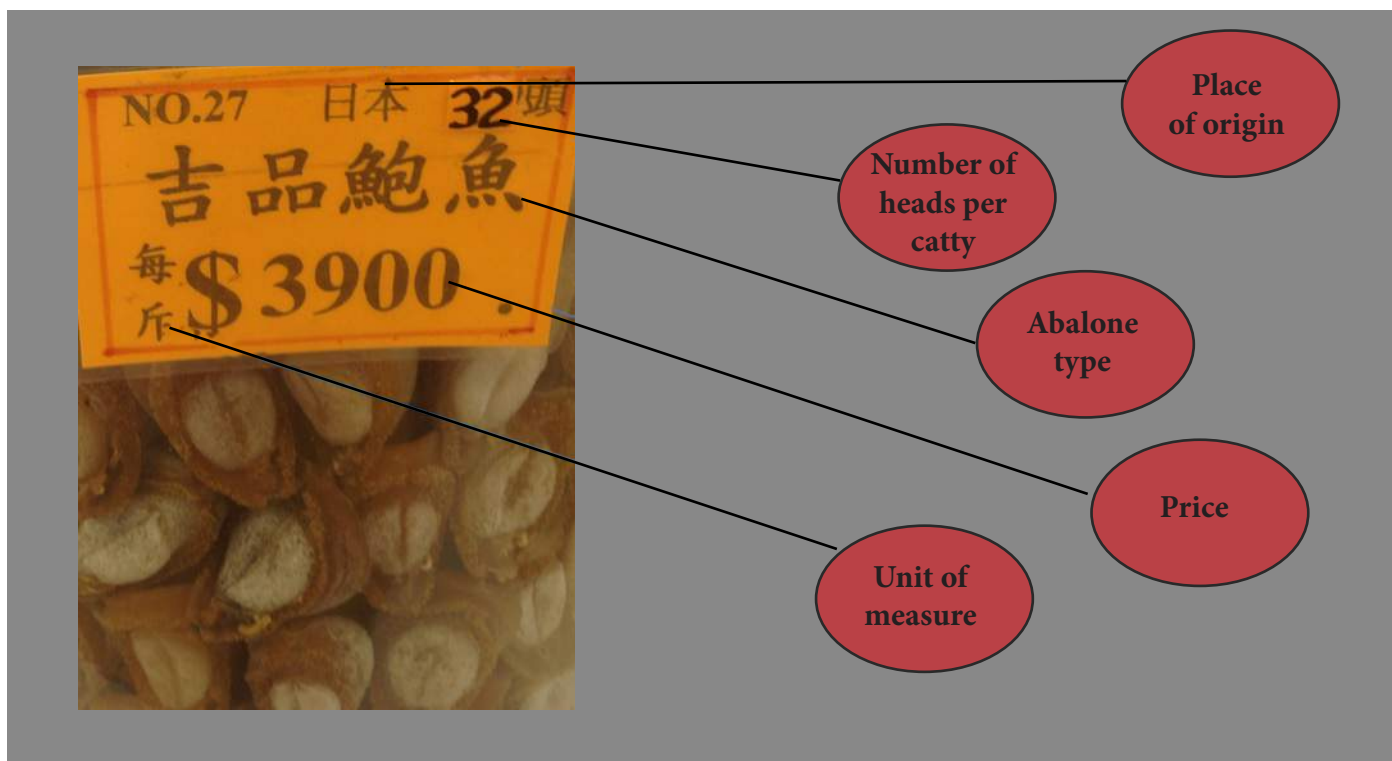 NO.27 日本 32頭
吉品鮑魚
每斤 $3900.
Place
of origin
Number of
heads per
catty
Abalone
type
Price
Unit of
measure